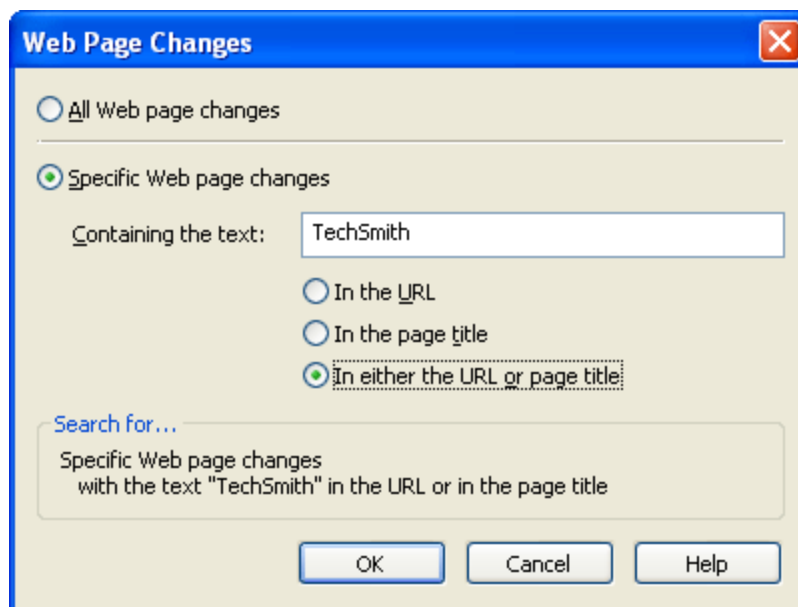 Web Page Changes
All Web page changes
Specific Web page changes
Containing the text: TechSmith
In the URL
In the page title
In either the URL or page title
Search for...
Specific Web page changes
with the text "TechSmith" in the URL or in the page title
OK Cancel Help